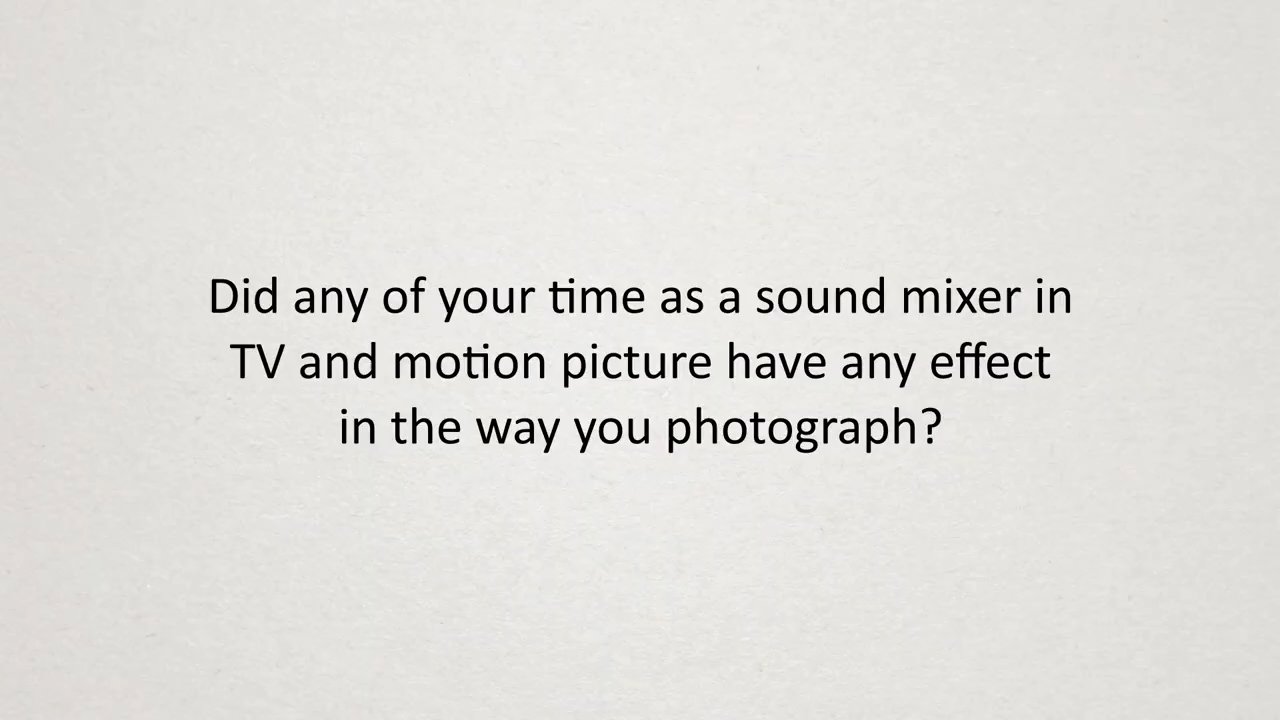 Did any of your time as a sound mixer in
TV and motion picture have any effect
in the way you photograph?